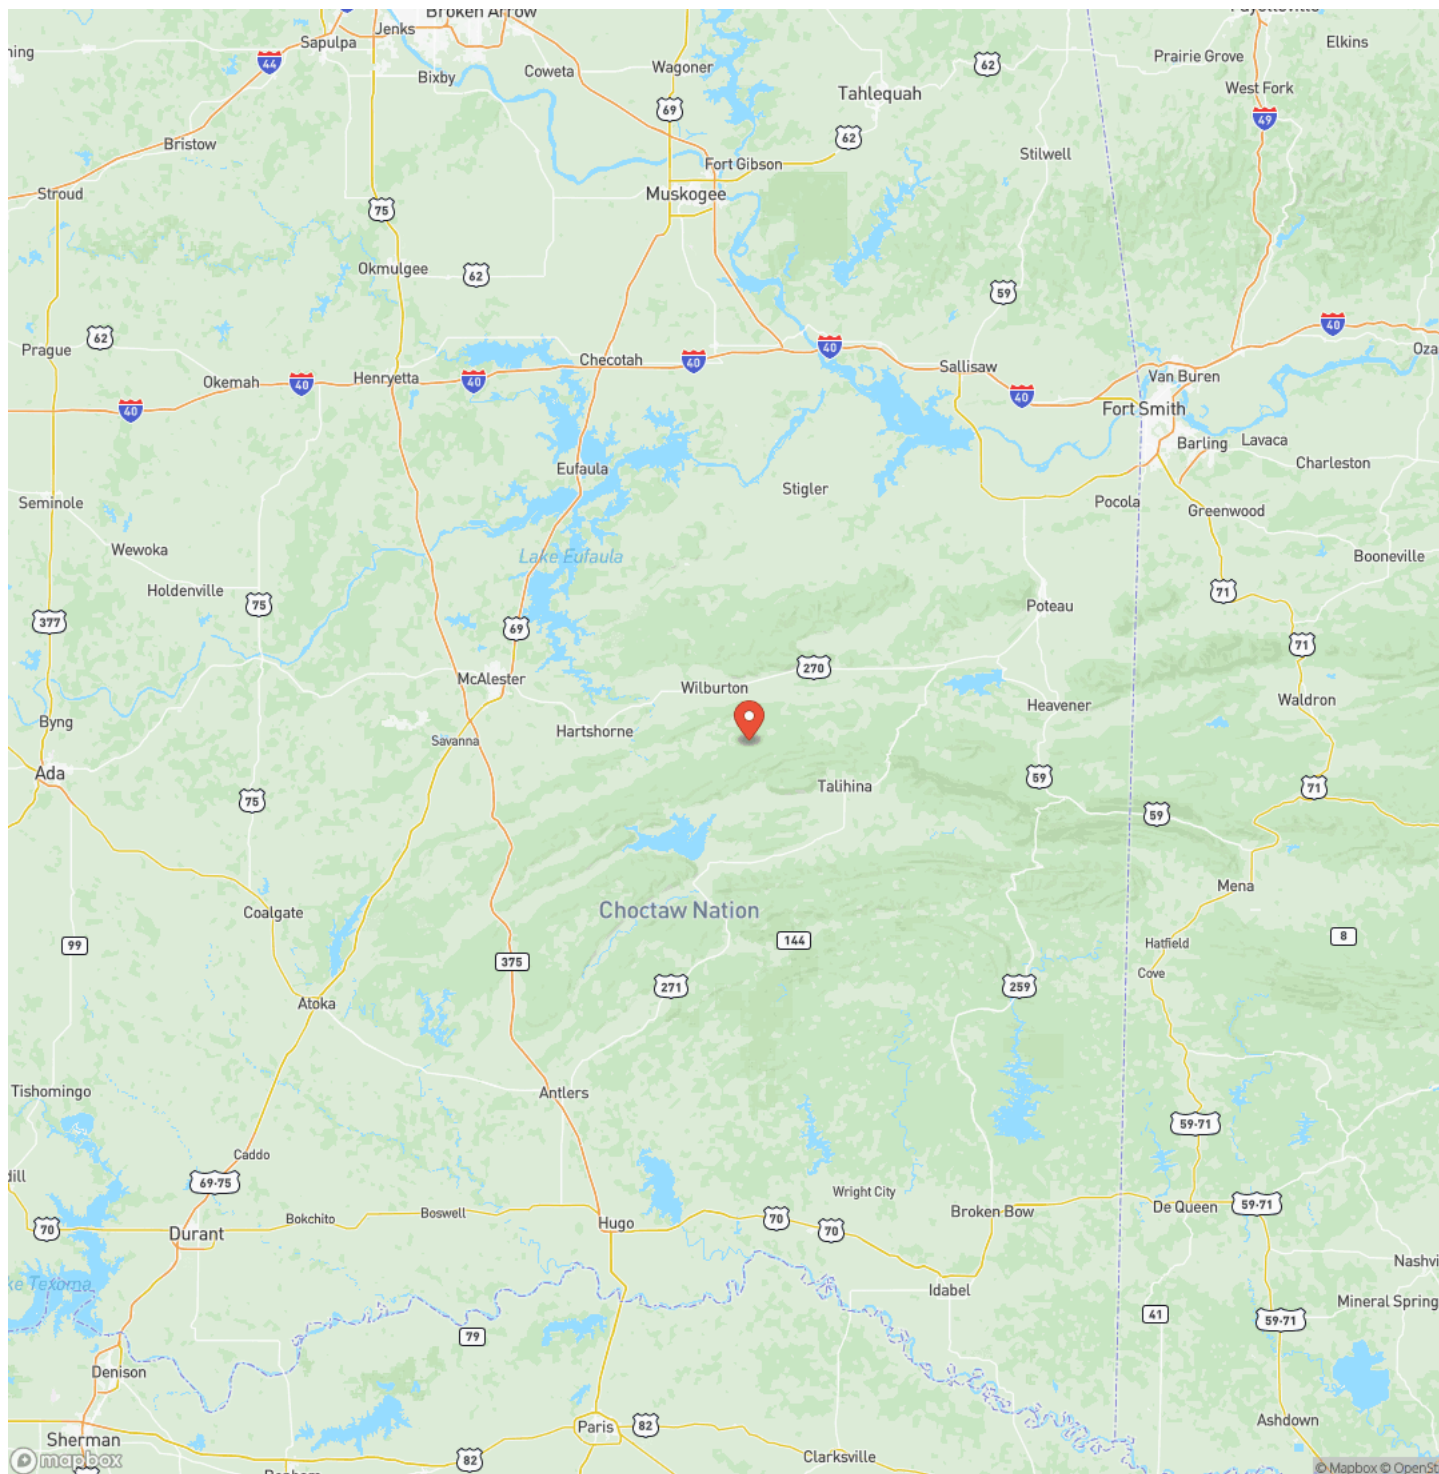 Broken Arrow
Fayetteville
Jenks
Sapulpa
Elkins
ning
Prairie Grove
44
62
Wagoner
Coweta
Bixby
West Fork
Tahlequah
69
49
62
Bristow
Stilwell
Fort Gibson
Stroud
Muskogee
75
Okmulgee
62
59
40
62
40
Prague
Checotah
40
Oza
Sallisaw
Okemah
40
Henryetta
40
Van Buren
40
40
Fort Smith
Barling
Lavaca
Eufaula
Charleston
Stigler
Seminole
Pocola
Greenwood
Wewoka
Lake Eufaula
Booneville
Holdenville
75
71
Poteau
377
69
71
270
McAlester
Wilburton
Waldron
Heavener
Byng
Hartshorne
Savanna
Ada
59
Talihina
71
75
59
Mena
Choctaw Nation
Coalgate
144
8
99
Hatfield
375
Cove
271
259
Atoka
Tishomingo
Antlers
59-71
Caddo
dill
69-75
Wright City
59-71
De Queen
Broken Bow
Boswell
Bokchito
70
Hugo
70
70
Durant
Nashvi
ke Texoma
Idabel
Mineral Spring
41
59-71
79
Denison
Ashdown
Paris
82
Sherman
Clarksville
82
mapbox
© Mapbox © OpenSt